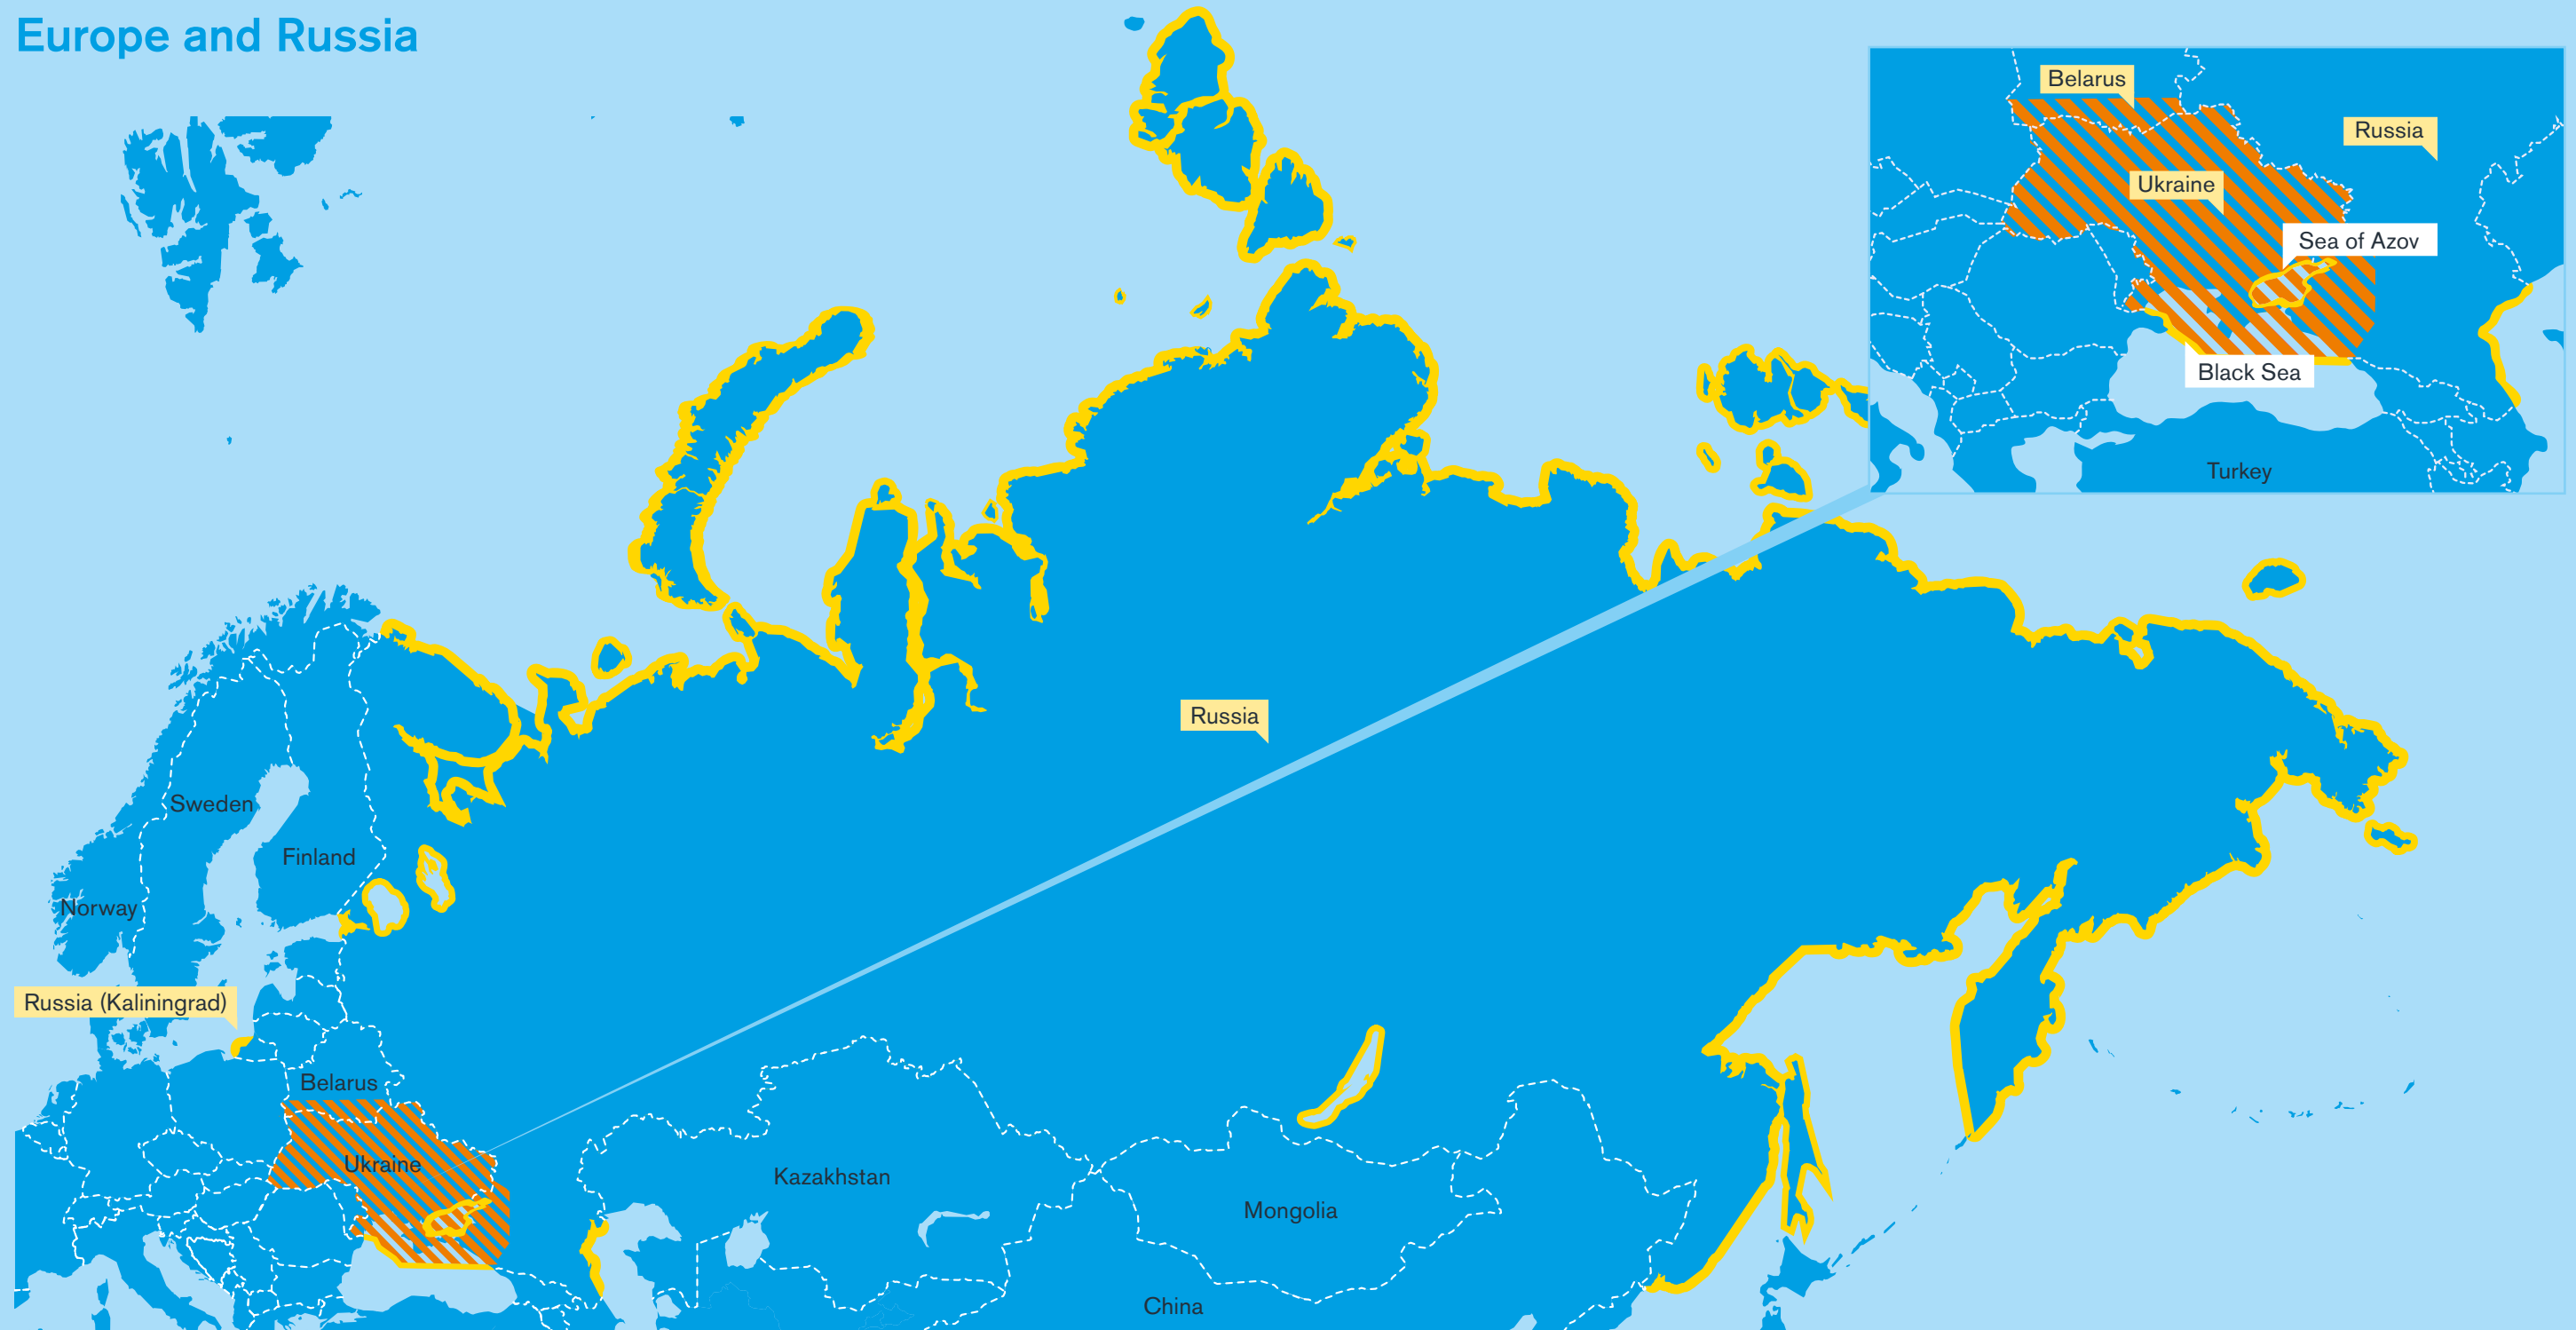 Europe and Russia
Belarus
Russia
Ukraine
Sea of Azov
Black Sea
Turkey
Russia
Sweden
Finland
Norway
Russia (Kaliningrad)
Belarus
Ukraine
Kazakhstan
Mongolia
China